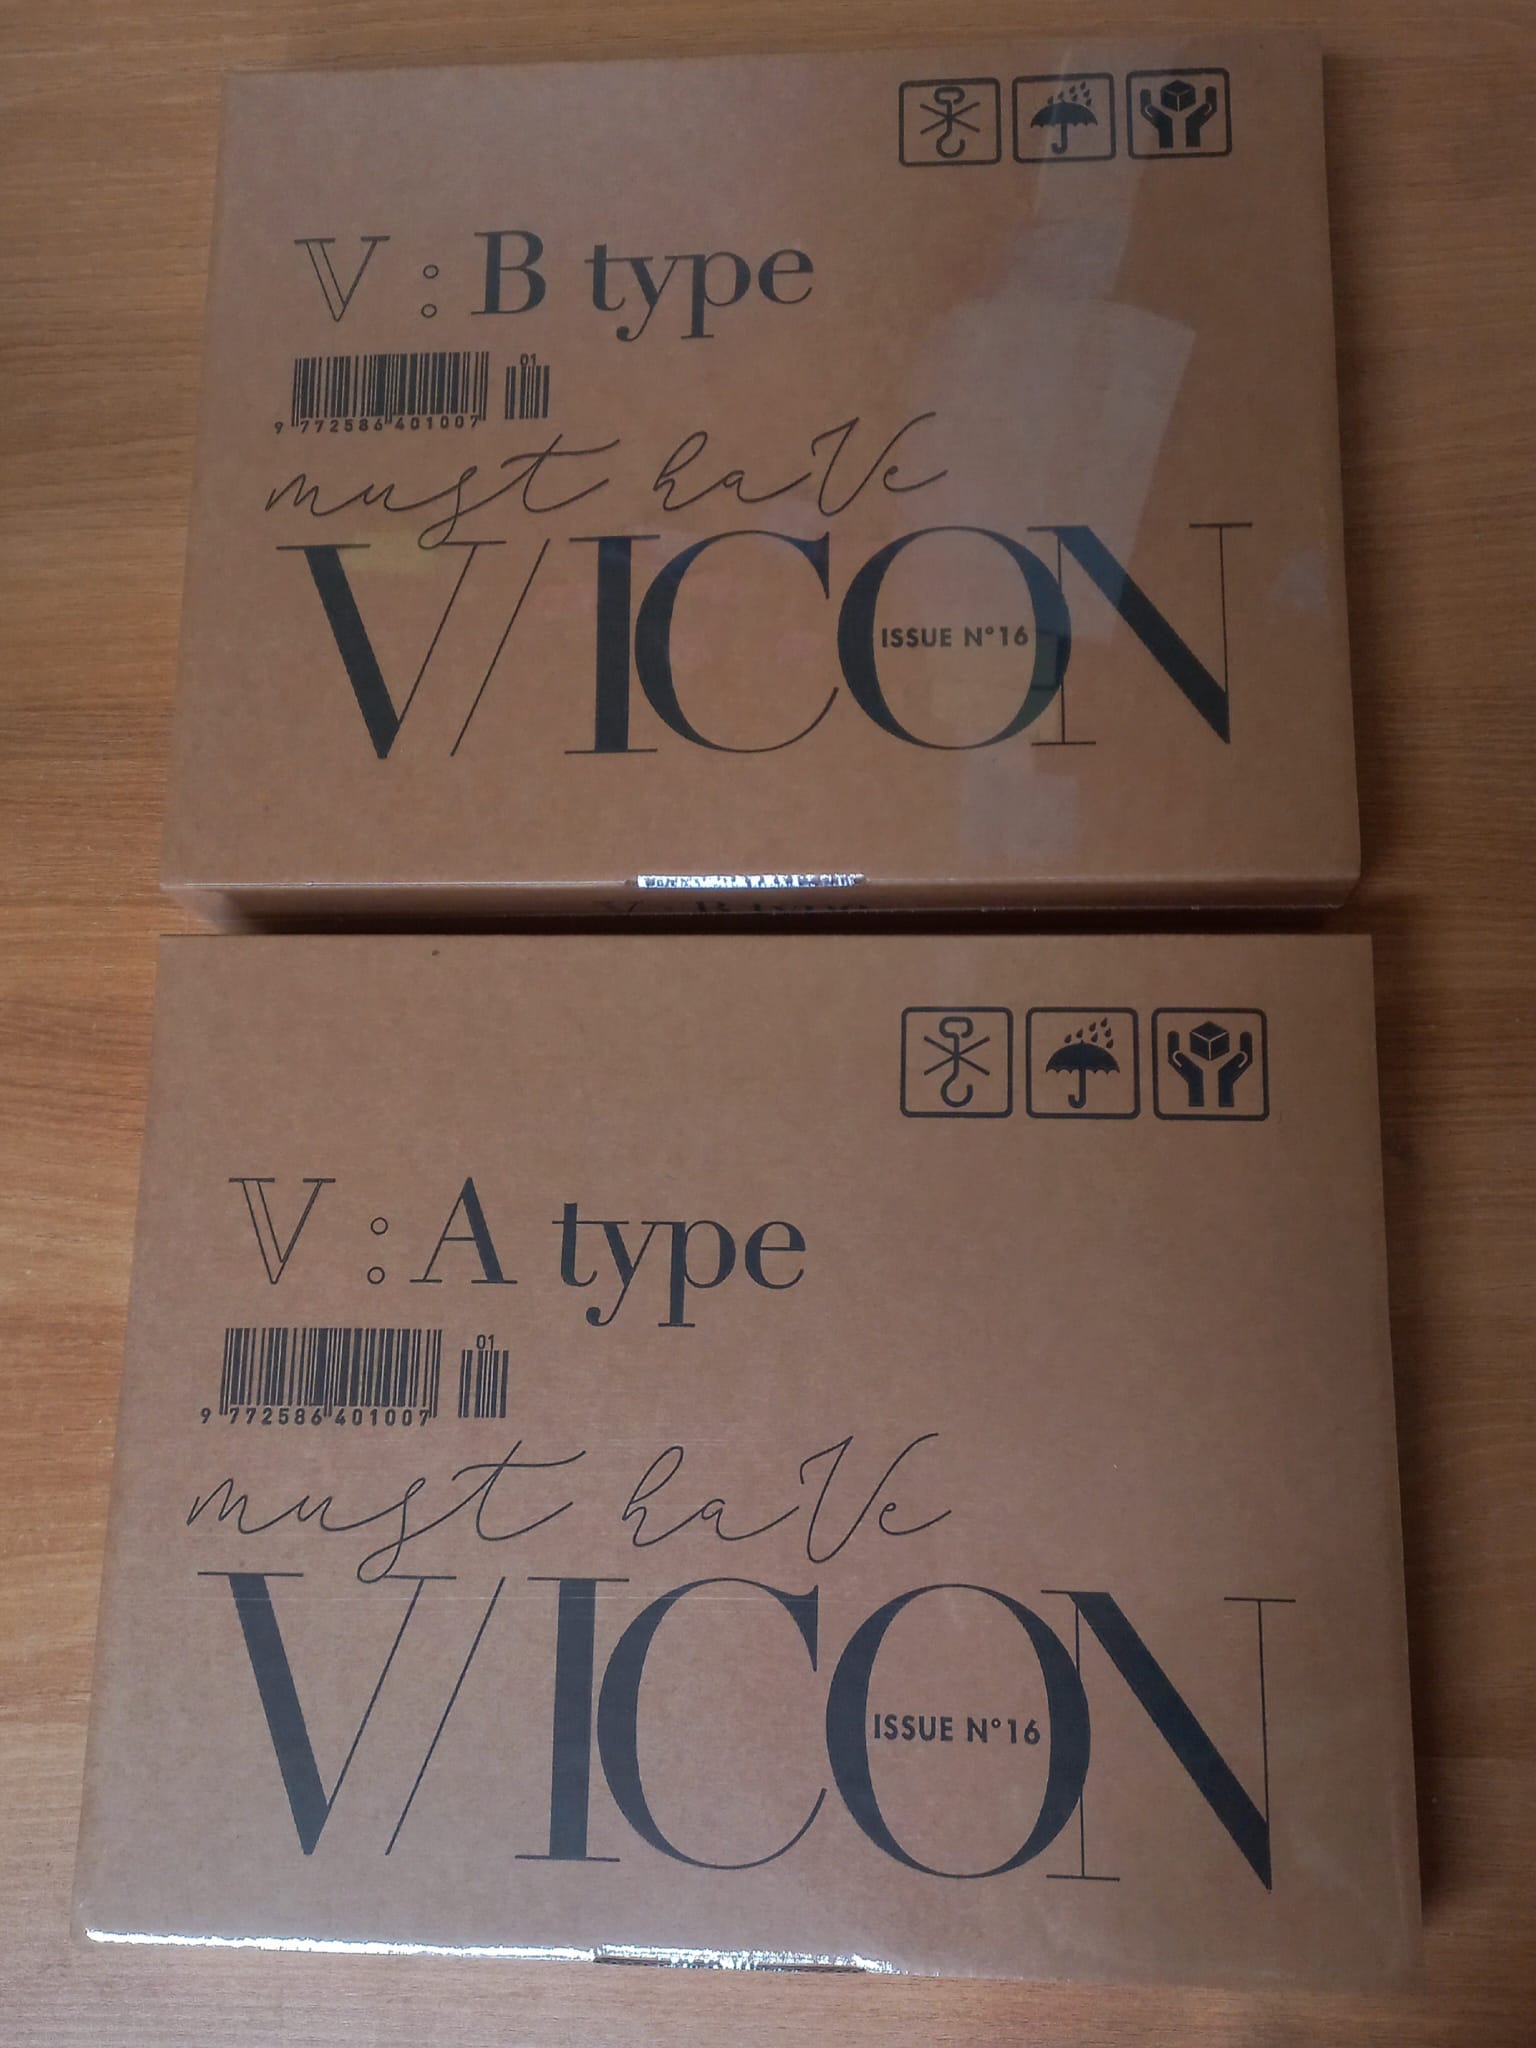 V : B type
01
9 772586 401007
must haVe
V/ICON
ISSUE N°16
V : B type
V : A type
01
9 772586 401007
must haVe
V/ICON
ISSUE N°16